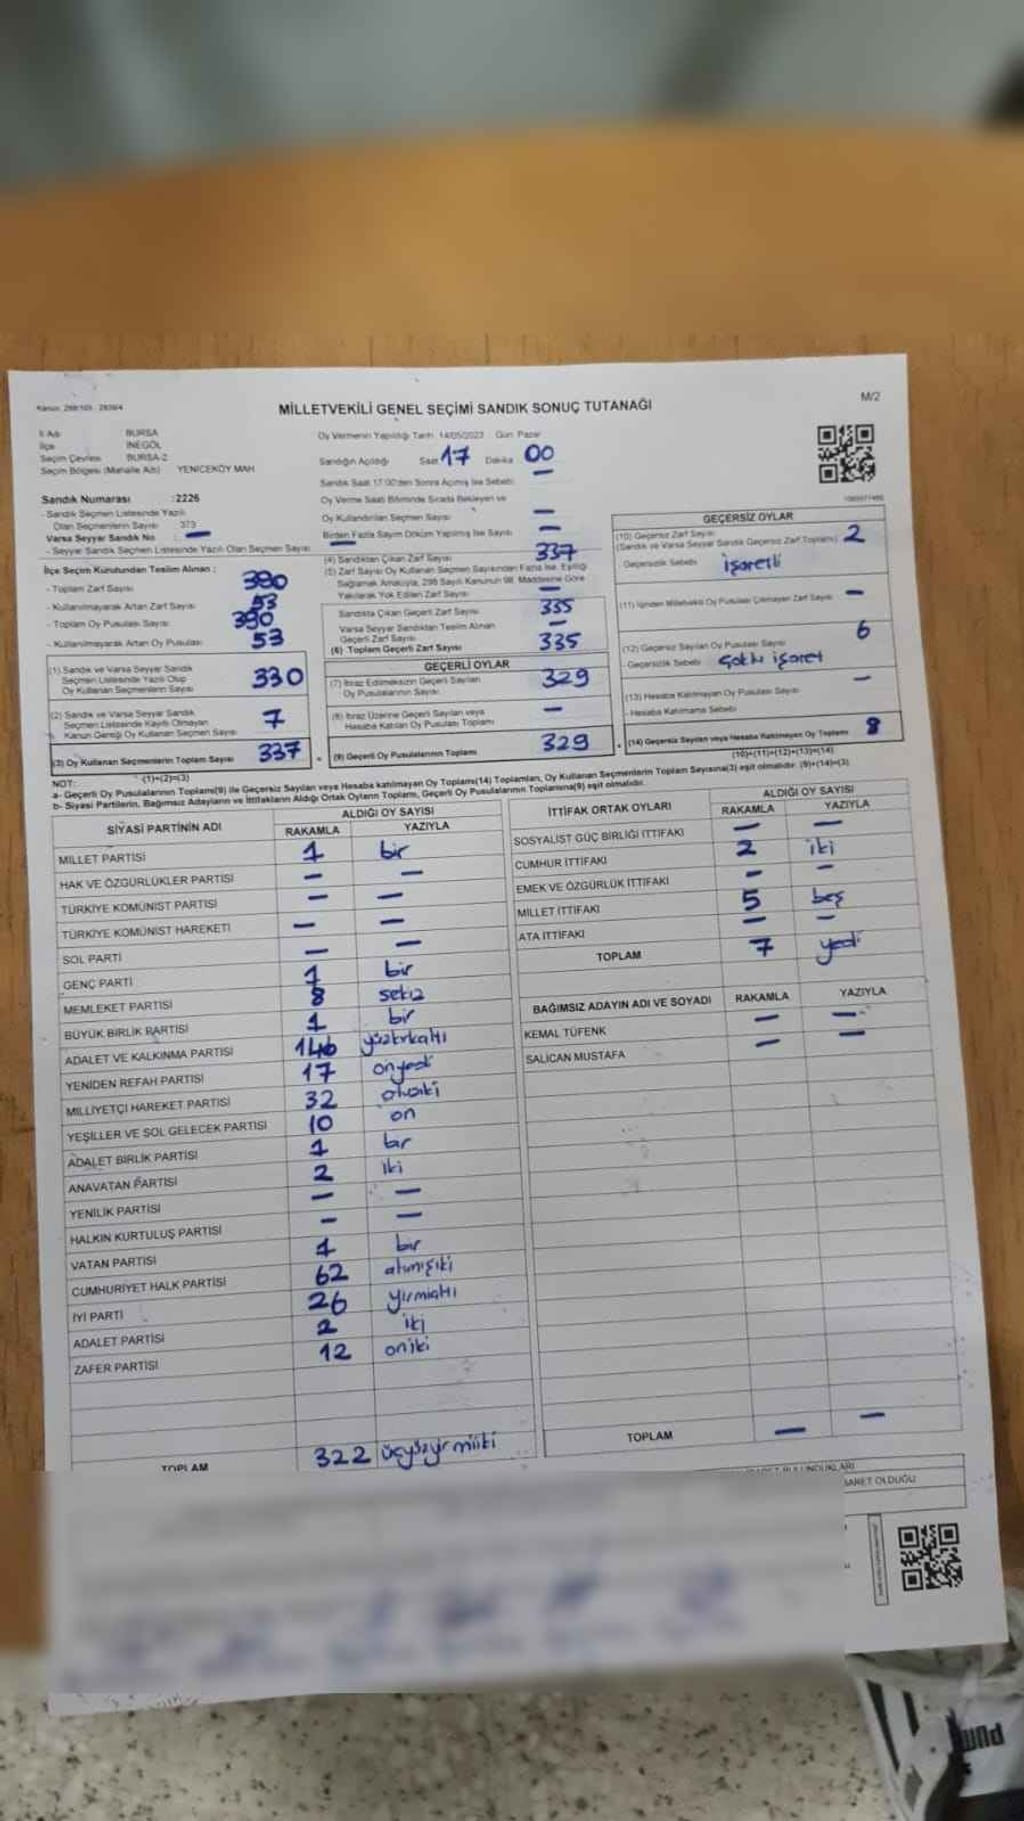 Kanun: 298/105 - 2839/4
MİLLETVEKİLİ GENEL SEÇİMİ SANDIK SONUÇ TUTANAĞI
M/2
İl Adı BURSA
İlçe İNEGÖL
Seçim Çevresi BURSA-2
Seçim Bölgesi (Mahalle Adı) YENİCEKÖY MAH
Sandık Numarası :2226
- Sandık Seçmen Listesinde Yazılı
Olan Seçmenlerin Sayısı 373
Varsa Seyyar Sandık No : —
- Seyyar Sandık Seçmen Listesinde Yazılı Olan Seçmen Sayısı
Oy Vermenin Yapıldığı Tarih: 14/05/2023 Gün: Pazar
Sandığın Açıldığı Saat 17 Dakika 00
Sandık Saat 17:00'den Sonra Açılmış İse Sebebi: —
Oy Verme Saati Bitiminde Sırada Bekleyen ve
Oy Kullandırılan Seçmen Sayısı —
Birden Fazla Sayım Döküm Yapılmış İse Sayısı —
İlçe Seçim Kurulundan Teslim Alınan :
- Toplam Zarf Sayısı 390
- Kullanılmayarak Artan Zarf Sayısı 53
- Toplam Oy Pusulası Sayısı 390
- Kullanılmayarak Artan Oy Pusulası 53
(1) Sandık ve Varsa Seyyar Sandık
Seçmen Listesinde Yazılı Olup
Oy Kullanan Seçmenlerin Sayısı 330
(2) Sandık ve Varsa Seyyar Sandık
Seçmen Listesinde Kayıtlı Olmayan
Kanun Gereği Oy Kullanan Seçmen Sayısı 7
(3) Oy Kullanan Seçmenlerin Toplam Sayısı 337
(1)+(2)=(3)
(4) Sandıktan Çıkan Zarf Sayısı 337
(5) Zarf Sayısı Oy Kullanan Seçmen Sayısından Fazla İse, Eşitliği
Sağlamak Amacıyla, 298 Sayılı Kanunun 98. Maddesine Göre
Yakılarak Yok Edilen Zarf Sayısı —
Sandıkta Çıkan Geçerli Zarf Sayısı 335
Varsa Seyyar Sandıktan Teslim Alınan
Geçerli Zarf Sayısı —
(6) Toplam Geçerli Zarf Sayısı 335
GEÇERLİ OYLAR
(7) İtiraz Edilmeksizin Geçerli Sayılan
Oy Pusulalarının Sayısı 329
(8) İtiraz Üzerine Geçerli Sayılan veya
Hesaba Katılan Oy Pusulası Toplamı —
(9) Geçerli Oy Pusulalarının Toplamı 329
GEÇERSİZ OYLAR
(10) Geçersiz Zarf Sayısı
(Sandık ve Varsa Seyyar Sandık Geçersiz Zarf Toplamı) 2
Geçersizlik Sebebi işaretli
(11) İçinden Milletvekili Oy Pusulası Çıkmayan Zarf Sayısı —
(12) Geçersiz Sayılan Oy Pusulası Sayısı 6
- Geçersizlik Sebebi çoklu işaret
(13) Hesaba Katılmayan Oy Pusulası Sayısı —
- Hesaba Katılmama Sebebi
(14) Geçersiz Sayılan veya Hesaba Katılmayan Oy Toplamı 8
(10)+(11)+(12)+(13)=(14)
NOT:
a- Geçerli Oy Pusulalarının Toplamı(9) ile Geçersiz Sayılan veya Hesaba katılmayan Oy Toplamı(14) Toplamları, Oy Kullanan Seçmenlerin Toplam Sayısına(3) eşit olmalıdır. (9)+(14)=(3)
b- Siyasi Partilerin, Bağımsız Adayların ve İttifakların Aldığı Ortak Oyların Toplamı, Geçerli Oy Pusulalarının Toplamına(9) eşit olmalıdır.
SİYASİ PARTİNİN ADI ALDIĞI OY SAYISI
RAKAMLA YAZIYLA
MİLLET PARTİSİ 1 bir
HAK VE ÖZGÜRLÜKLER PARTİSİ — —
TÜRKİYE KOMÜNİST PARTİSİ — —
TÜRKİYE KOMÜNİST HAREKETİ — —
SOL PARTİ — —
GENÇ PARTİ 1 bir
MEMLEKET PARTİSİ 8 sekiz
BÜYÜK BİRLİK PARTİSİ 1 bir
ADALET VE KALKINMA PARTİSİ 146 yüzkırkaltı
YENİDEN REFAH PARTİSİ 17 onyedi
MİLLİYETÇİ HAREKET PARTİSİ 32 otuziki
YEŞİLLER VE SOL GELECEK PARTİSİ 10 on
ADALET BİRLİK PARTİSİ 1 bir
ANAVATAN PARTİSİ 2 iki
YENİLİK PARTİSİ — —
HALKIN KURTULUŞ PARTİSİ — —
VATAN PARTİSİ 1 bir
CUMHURİYET HALK PARTİSİ 62 altmışiki
İYİ PARTİ 26 yirmialtı
ADALET PARTİSİ 2 iki
ZAFER PARTİSİ 12 oniki
TOPLAM 322 üçyüzyirmiiki
İTTİFAK ORTAK OYLARI ALDIĞI OY SAYISI
RAKAMLA YAZIYLA
SOSYALİST GÜÇ BİRLİĞİ İTTİFAKI — —
CUMHUR İTTİFAKI 2 iki
EMEK VE ÖZGÜRLÜK İTTİFAKI — —
MİLLET İTTİFAKI 5 beş
ATA İTTİFAKI — —
TOPLAM 7 yedi
BAĞIMSIZ ADAYIN ADI VE SOYADI RAKAMLA YAZIYLA
KEMAL TÜFENK — —
SALİCAN MUSTAFA — —
TOPLAM — —
PUMA